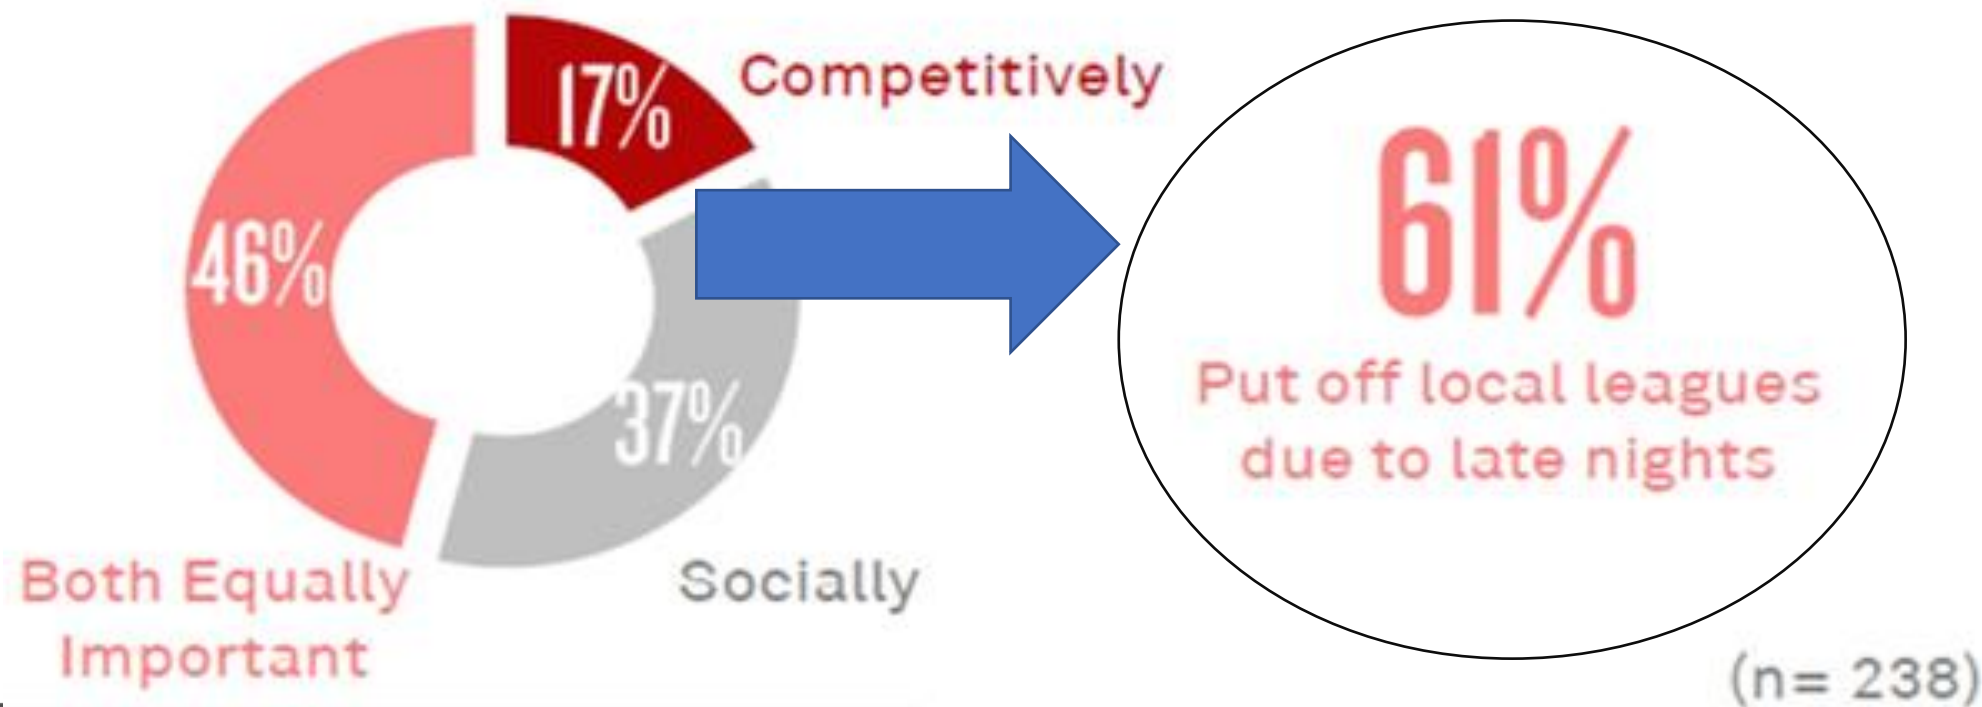 17%
Competitively
46%
37%
Both Equally
Important
Socially
61%
Put off local leagues
due to late nights
(n= 238)